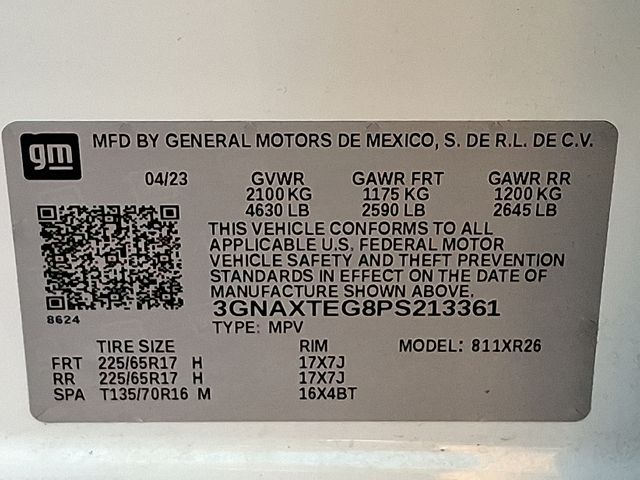 gm
MFD BY GENERAL MOTORS DE MEXICO, S. DE R.L. DE C.V.
04/23 GVWR GAWR FRT GAWR RR
2100 KG 1175 KG 1200 KG
4630 LB 2590 LB 2645 LB
THIS VEHICLE CONFORMS TO ALL
APPLICABLE U.S. FEDERAL MOTOR
VEHICLE SAFETY AND THEFT PREVENTION
STANDARDS IN EFFECT ON THE DATE OF
MANUFACTURE SHOWN ABOVE.
3GNAXTEG8PS213361
8624
TYPE: MPV
TIRE SIZE RIM MODEL: 811XR26
FRT 225/65R17 H 17X7J
RR 225/65R17 H 17X7J
SPA T135/70R16 M 16X4BT